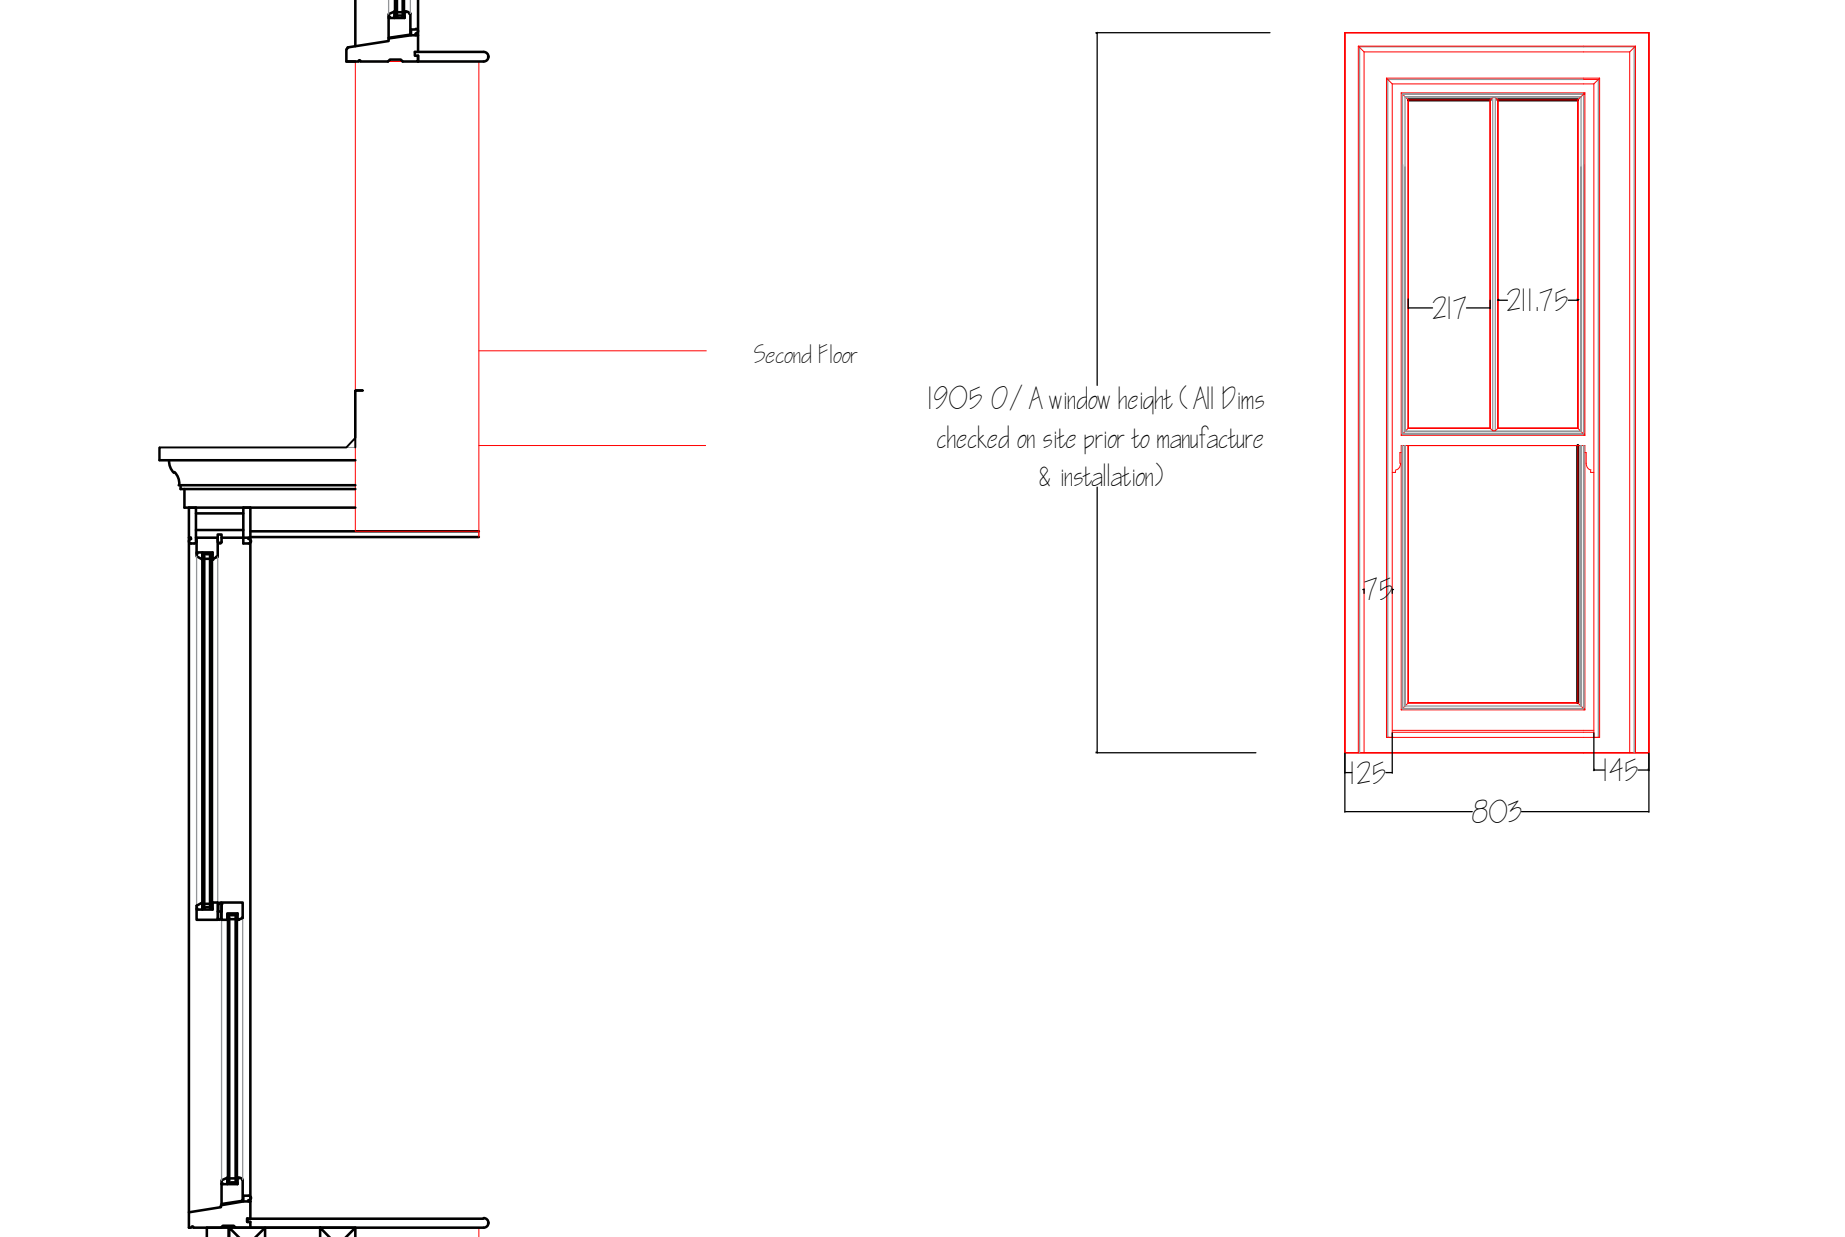 217
211.75
Second Floor
1905 O/A window height ( All Dims
checked on site prior to manufacture
& installation)
75
125
145
803